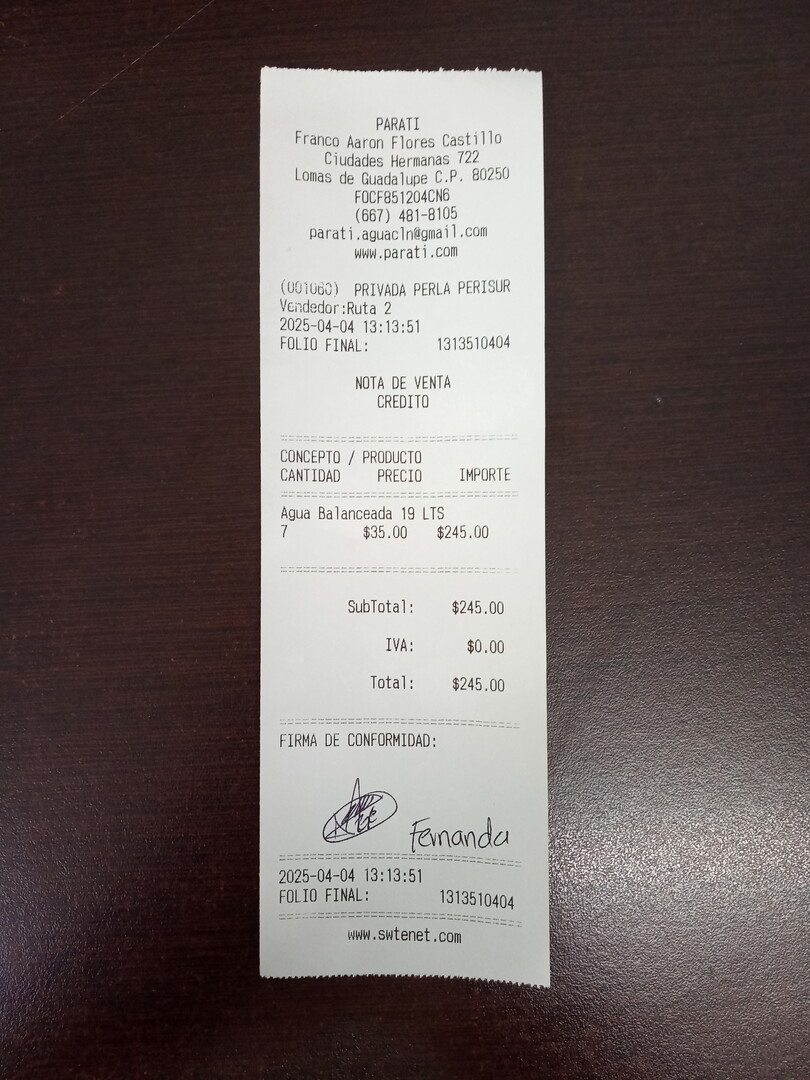 PARATI
Franco Aaron Flores Castillo
Ciudades Hermanas 722
Lomas de Guadalupe C.P. 80250
FOCF851204CN6
(667) 481-8105
parati.aguacln@gmail.com
www.parati.com
(001060) PRIVADA PERLA PERISUR
Vendedor:Ruta 2
2025-04-04 13:13:51
FOLIO FINAL: 1313510404
NOTA DE VENTA
CREDITO
CONCEPTO / PRODUCTO
CANTIDAD PRECIO IMPORTE
Agua Balanceada 19 LTS
7 $35.00 $245.00
SubTotal: $245.00
IVA: $0.00
Total: $245.00
FIRMA DE CONFORMIDAD:
Fernanda
2025-04-04 13:13:51
FOLIO FINAL: 1313510404
www.swtenet.com